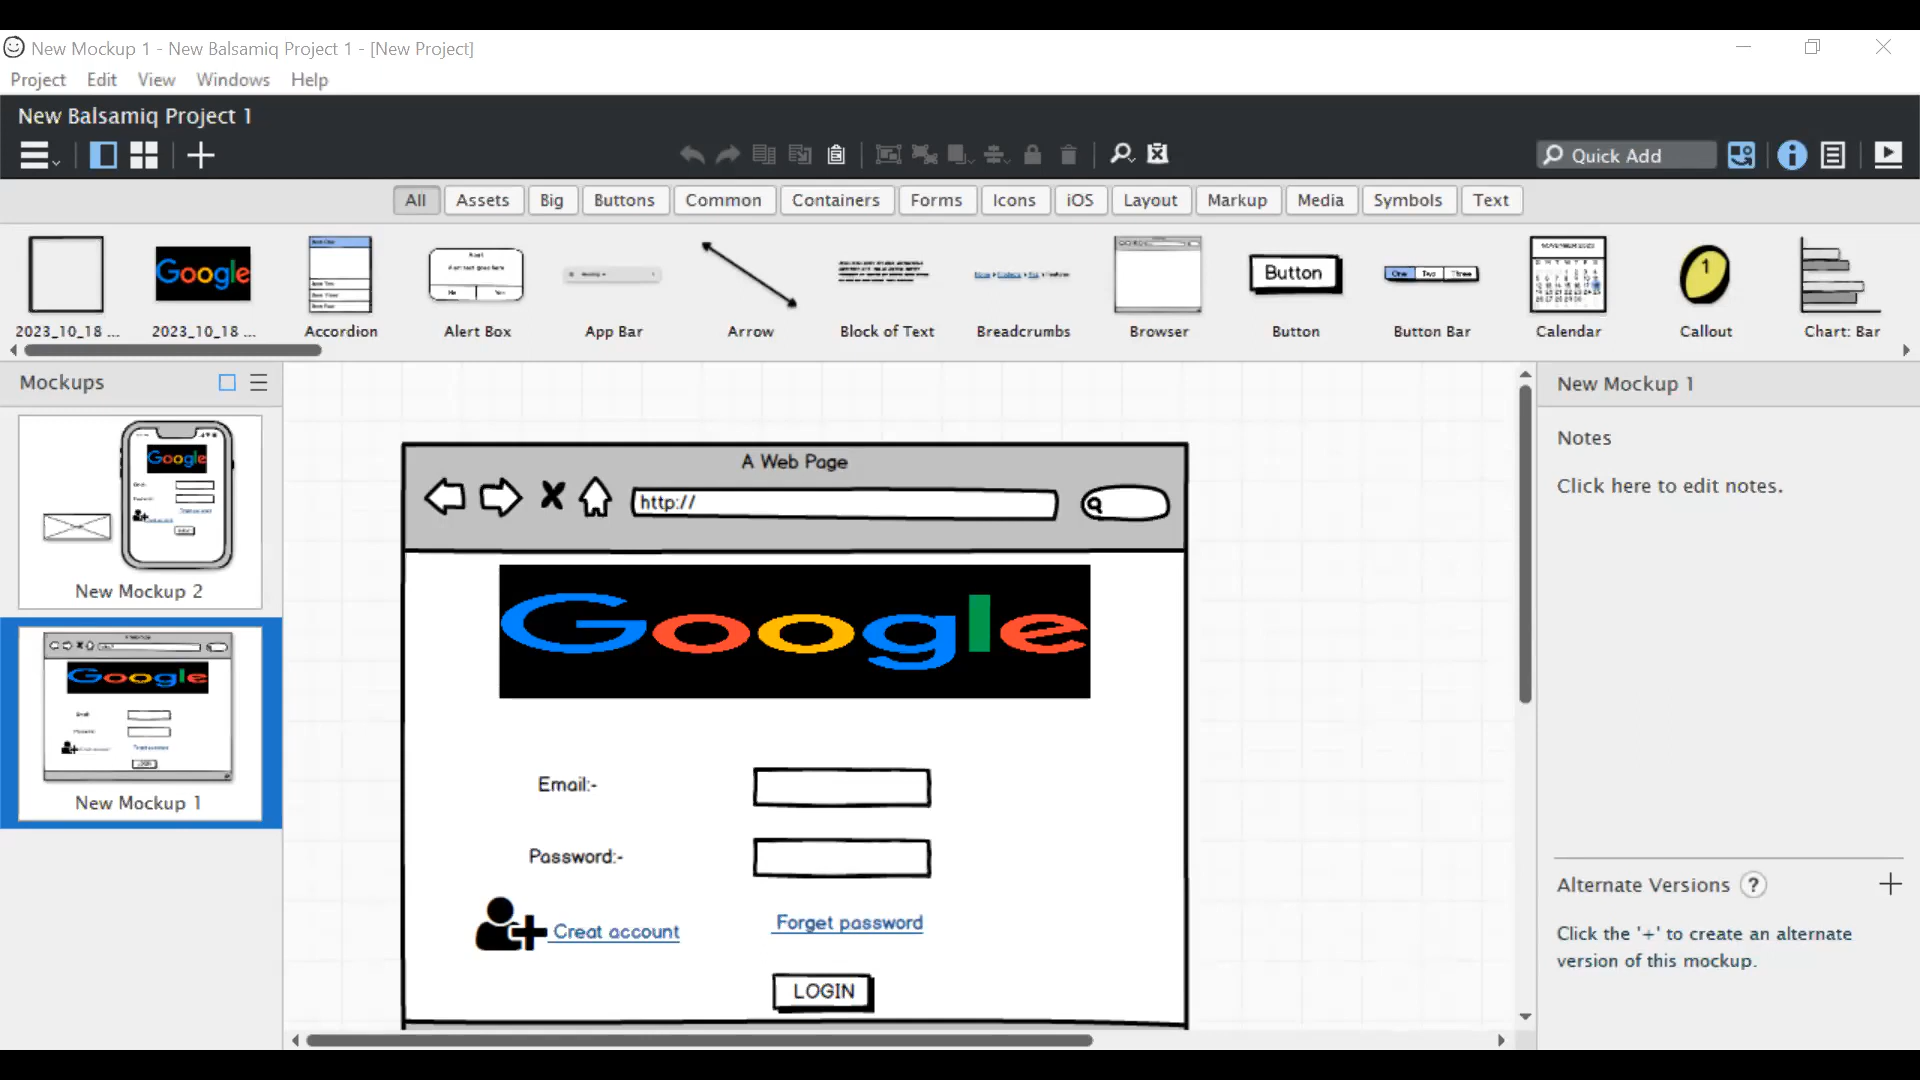 New Mockup 1 - New Balsamiq Project 1 - [New Project]
Project Edit View Windows Help
New Balsamiq Project 1
Quick Add
All Assets Big Buttons Common Containers Forms Icons iOS Layout Markup Media Symbols Text
Google
Button
One Two Three
1
2023_10_18 ... 2023_10_18 ... Accordion Alert Box App Bar Arrow Block of Text Breadcrumbs Browser Button Button Bar Calendar Callout Chart: Bar
Mockups
Google
New Mockup 2
Google
New Mockup 1
A Web Page
http://
Google
Email:-
Password:-
Creat account
Forget password
LOGIN
New Mockup 1
Notes
Click here to edit notes.
Alternate Versions ?
Click the '+' to create an alternate
version of this mockup.